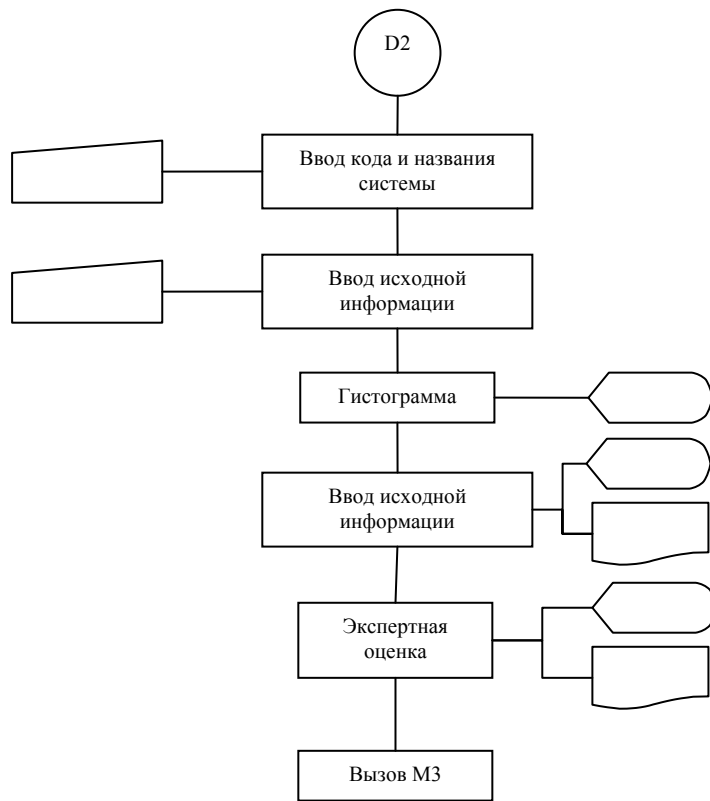 D2
Ввод кода и названия
системы
Ввод исходной
информации
Гистограмма
Ввод исходной
информации
Экспертная
оценка
Вызов М3